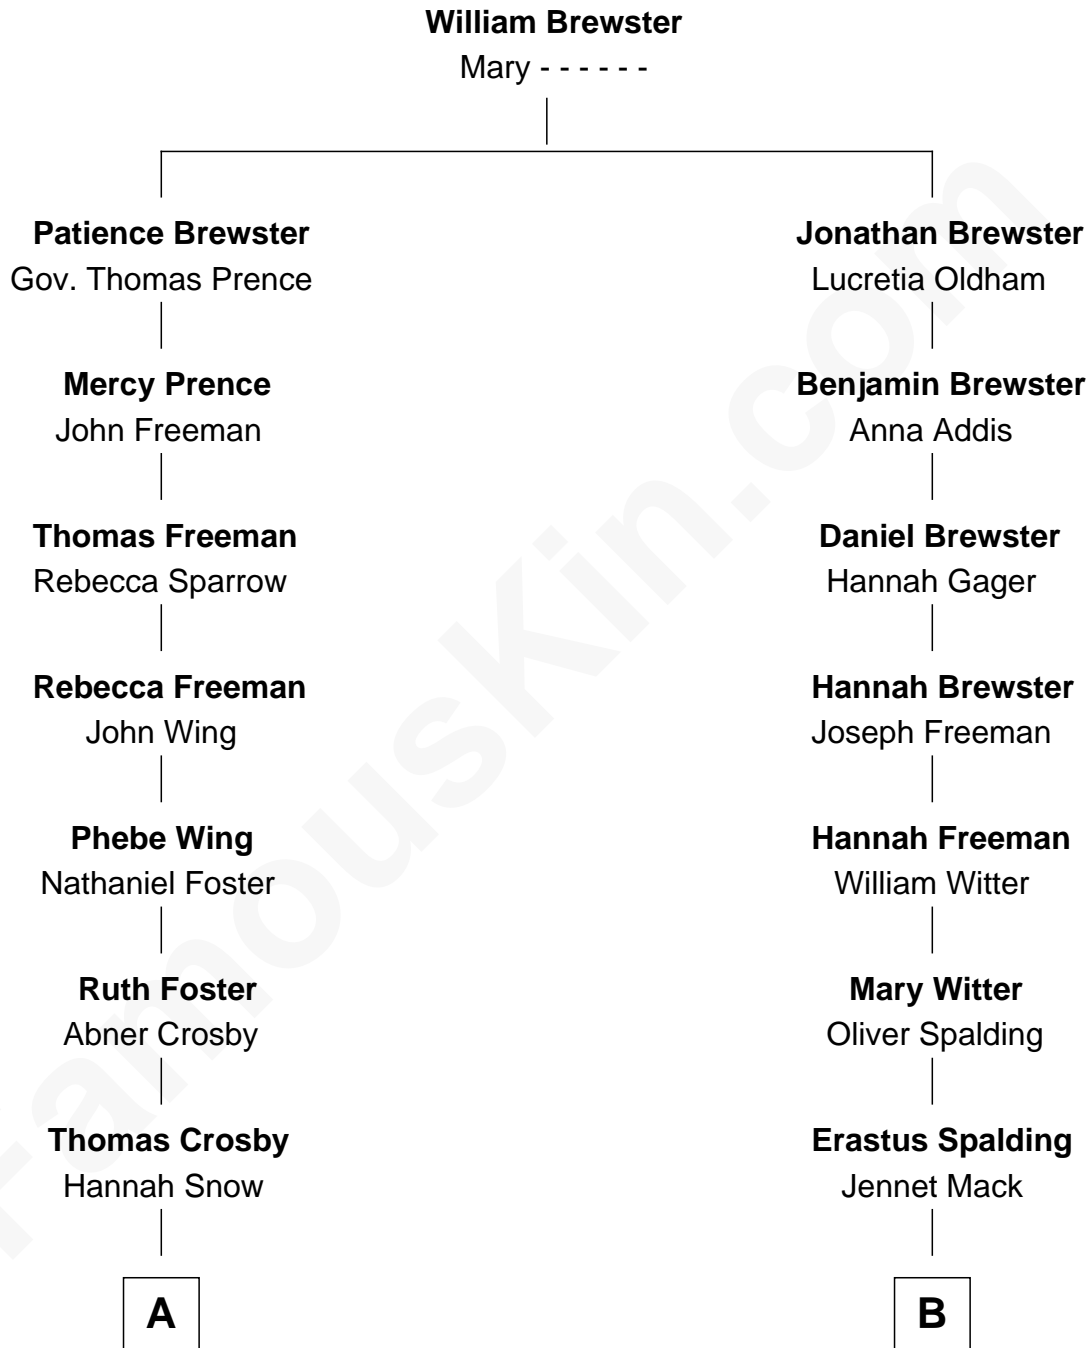 William Brewster
Mary - - - - - -
Patience Brewster
Gov. Thomas Prence
Jonathan Brewster
Lucretia Oldham
Mercy Prence
John Freeman
Benjamin Brewster
Anna Addis
Thomas Freeman
Rebecca Sparrow
Daniel Brewster
Hannah Gager
Rebecca Freeman
John Wing
Hannah Brewster
Joseph Freeman
Phebe Wing
Nathaniel Foster
Hannah Freeman
William Witter
Ruth Foster
Abner Crosby
Mary Witter
Oliver Spalding
Thomas Crosby
Hannah Snow
Erastus Spalding
Jennet Mack
A
B
FamousKin.com